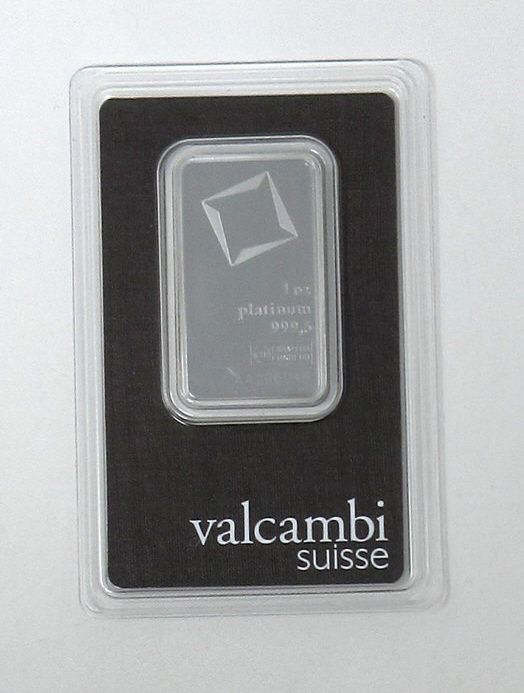 1 oz
platinum
999,5
valcambi
suisse